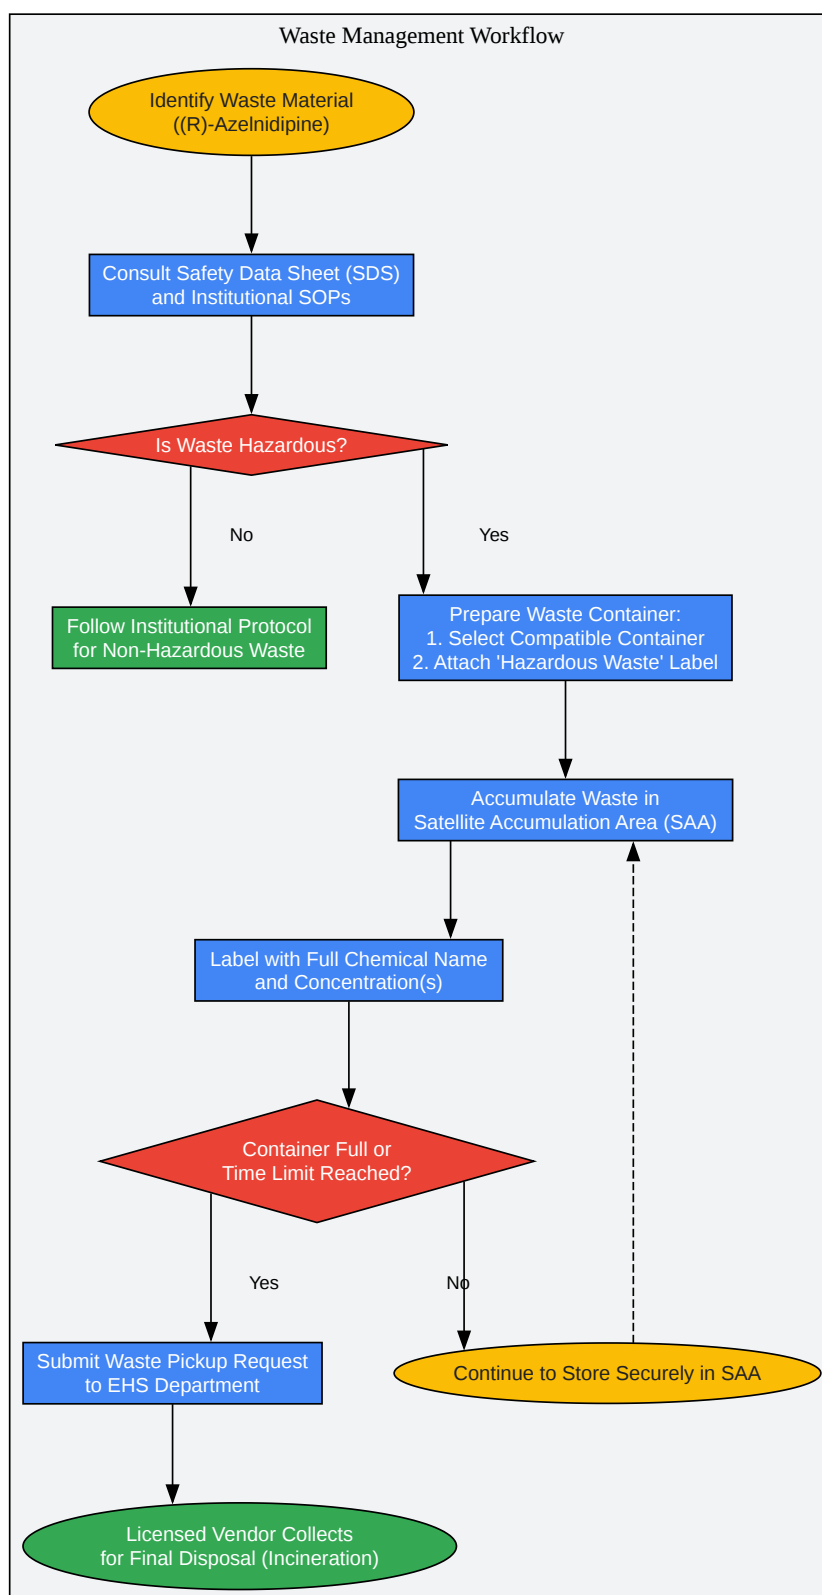 Waste Management Workflow
Identify Waste Material
((R)-Azelnidipine)
Consult Safety Data Sheet (SDS)
and Institutional SOPs
Is Waste Hazardous?
No
Yes
Follow Institutional Protocol
for Non-Hazardous Waste
Prepare Waste Container:
1. Select Compatible Container
2. Attach 'Hazardous Waste' Label
Accumulate Waste in
Satellite Accumulation Area (SAA)
Label with Full Chemical Name
and Concentration(s)
Container Full or
Time Limit Reached?
Yes
No
Submit Waste Pickup Request
to EHS Department
Continue to Store Securely in SAA
Licensed Vendor Collects
for Final Disposal (Incineration)